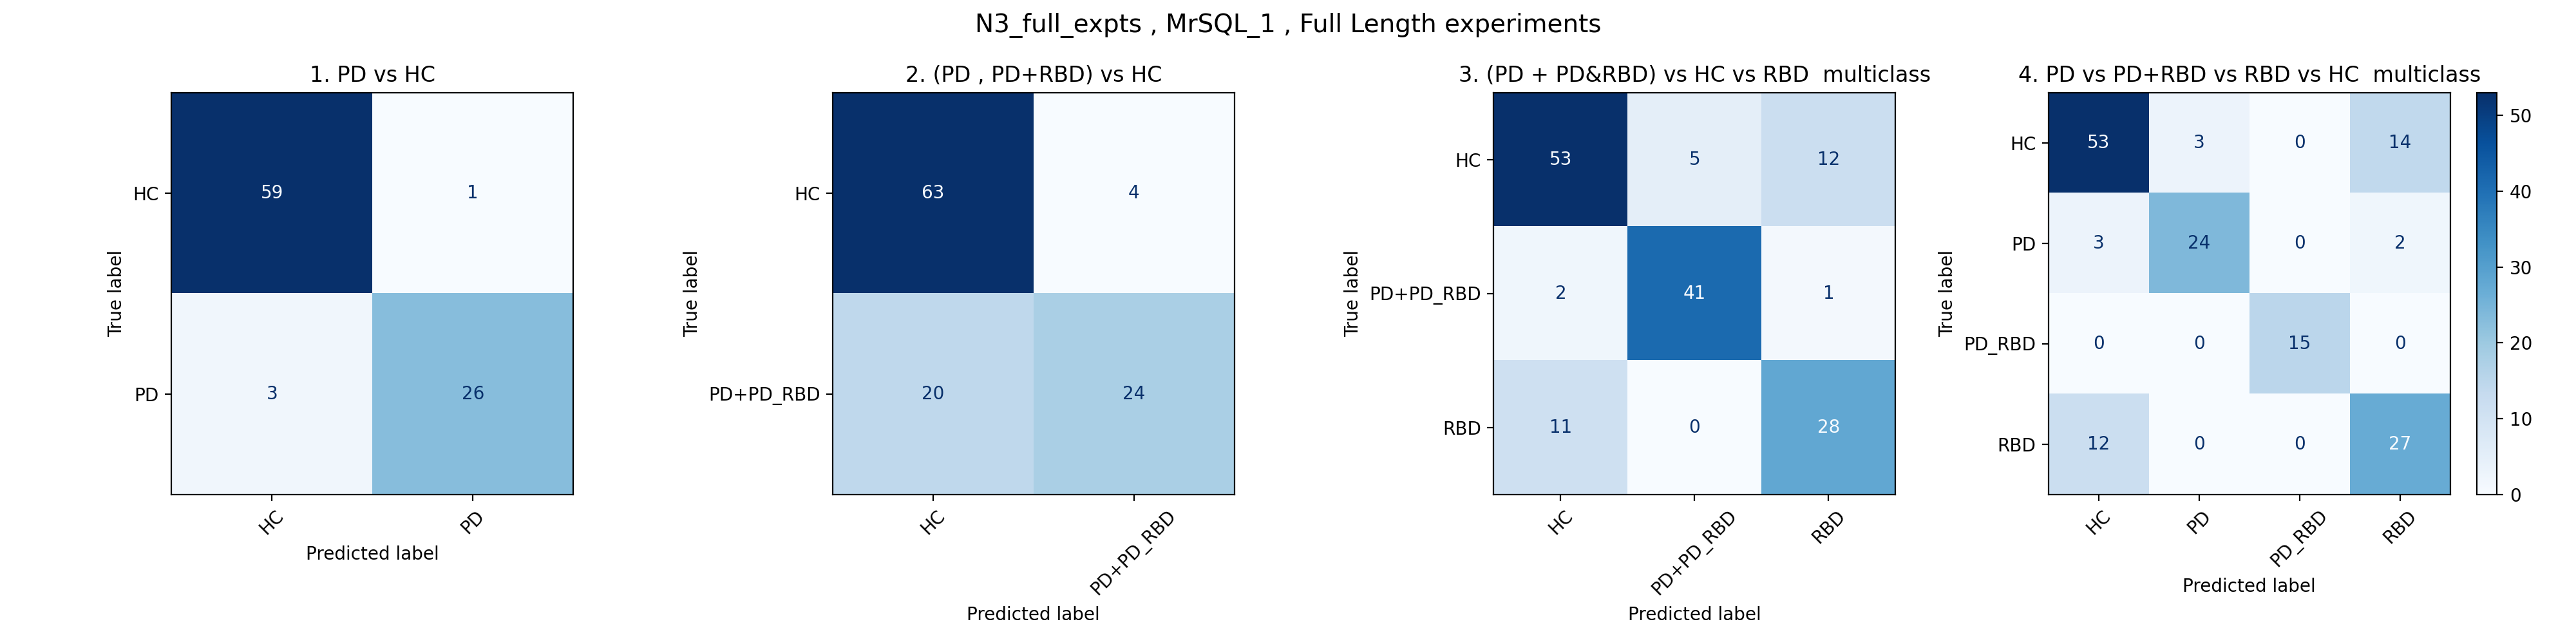 N3_full_expts , MrSQL_1 , Full Length experiments
1. PD vs HC
True label
HC
59
1
PD
3
26
HC
PD
Predicted label
2. (PD , PD+RBD) vs HC
True label
HC
63
4
PD+PD_RBD
20
24
HC
PD+PD_RBD
Predicted label
3. (PD + PD&RBD) vs HC vs RBD  multiclass
True label
HC
53
5
12
PD+PD_RBD
2
41
1
RBD
11
0
28
HC
PD+PD_RBD
RBD
Predicted label
4. PD vs PD+RBD vs RBD vs HC  multiclass
True label
HC
53
3
0
14
PD
3
24
0
2
PD_RBD
0
0
15
0
RBD
12
0
0
27
HC
PD
PD_RBD
RBD
Predicted label
50
40
30
20
10
0